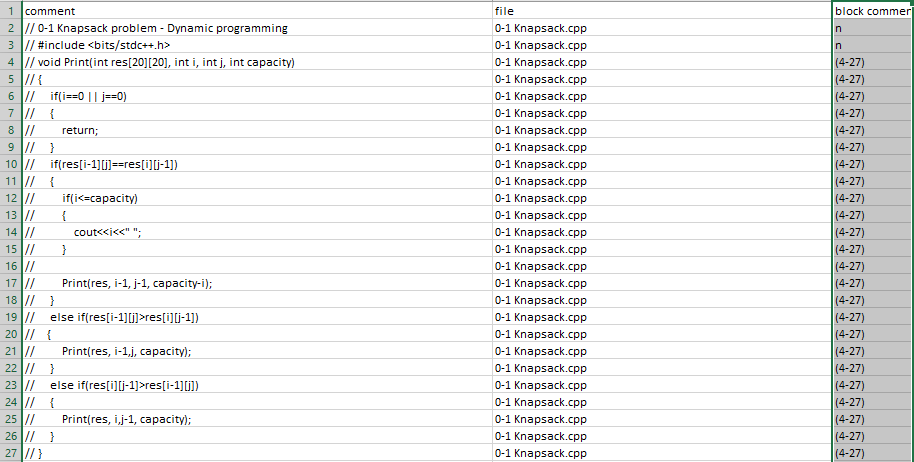 1 comment file block commen
2 // 0-1 Knapsack problem - Dynamic programming 0-1 Knapsack.cpp n
3 // #include <bits/stdc++.h> 0-1 Knapsack.cpp n
4 // void Print(int res[20][20], int i, int j, int capacity) 0-1 Knapsack.cpp (4-27)
5 // { 0-1 Knapsack.cpp (4-27)
6 // if(i==0 || j==0) 0-1 Knapsack.cpp (4-27)
7 // { 0-1 Knapsack.cpp (4-27)
8 // return; 0-1 Knapsack.cpp (4-27)
9 // } 0-1 Knapsack.cpp (4-27)
10 // if(res[i-1][j]==res[i][j-1]) 0-1 Knapsack.cpp (4-27)
11 // { 0-1 Knapsack.cpp (4-27)
12 // if(i<=capacity) 0-1 Knapsack.cpp (4-27)
13 // { 0-1 Knapsack.cpp (4-27)
14 // cout<<i<<" "; 0-1 Knapsack.cpp (4-27)
15 // } 0-1 Knapsack.cpp (4-27)
16 // 0-1 Knapsack.cpp (4-27)
17 // Print(res, i-1, j-1, capacity-i); 0-1 Knapsack.cpp (4-27)
18 // } 0-1 Knapsack.cpp (4-27)
19 // else if(res[i-1][j]>res[i][j-1]) 0-1 Knapsack.cpp (4-27)
20 // { 0-1 Knapsack.cpp (4-27)
21 // Print(res, i-1,j, capacity); 0-1 Knapsack.cpp (4-27)
22 // } 0-1 Knapsack.cpp (4-27)
23 // else if(res[i][j-1]>res[i-1][j]) 0-1 Knapsack.cpp (4-27)
24 // { 0-1 Knapsack.cpp (4-27)
25 // Print(res, i,j-1, capacity); 0-1 Knapsack.cpp (4-27)
26 // } 0-1 Knapsack.cpp (4-27)
27 // } 0-1 Knapsack.cpp (4-27)